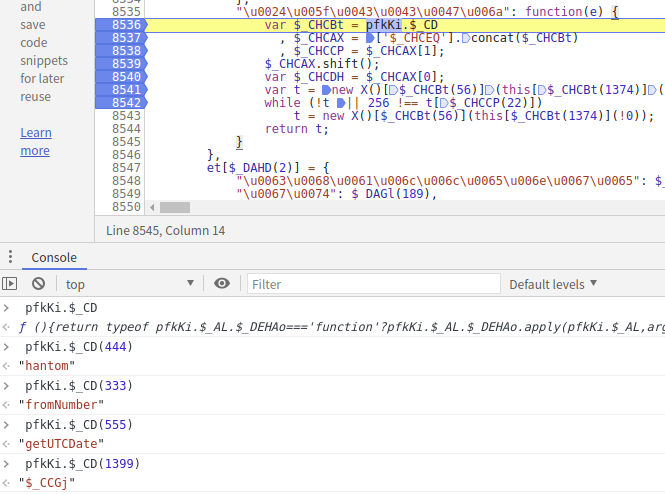 and
save
code
snippets
for later
reuse
Learn
more
8535 "\u0024\u005f\u0043\u0043\u0047\u006a": function(e) {
8536 var $_CHCBt = pfkKi.$_CD
8537 , $_CHCAX = ['$_CHCEQ'].concat($_CHCBt)
8538 , $_CHCCP = $_CHCAX[1];
8539 $_CHCAX.shift();
8540 var $_CHCDH = $_CHCAX[0];
8541 var t = new X()[$_CHCBt(56)](this[$_CHCBt(1374)](
8542 while (!t || 256 !== t[$_CHCCP(22)])
8543 t = new X()[$_CHCBt(56)](this[$_CHCBt(1374)](!0));
8544 return t;
8545 }
8546 },
8547 et[$_DAHD(2)] = {
8548 "\u0063\u0068\u0061\u006c\u006c\u0065\u006e\u0067\u0065": $_
8549 "\u0067\u0074": $_DAGl(189),
8550
Line 8545, Column 14
Console
top Filter Default levels
pfkKi.$_CD
ƒ (){return typeof pfkKi.$_AL.$_DEHAo==='function'?pfkKi.$_AL.$_DEHAo.apply(pfkKi.$_AL,arg
pfkKi.$_CD(444)
"hantom"
pfkKi.$_CD(333)
"fromNumber"
pfkKi.$_CD(555)
"getUTCDate"
pfkKi.$_CD(1399)
"$_CCGj"